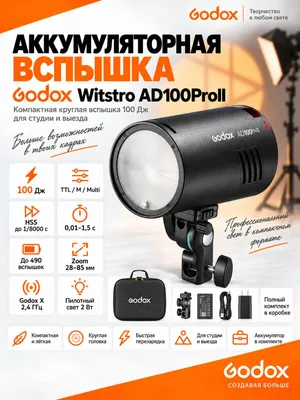 Godox
Творчество
в любом свете
АККУМУЛЯТОРНАЯ
ВСПЫШКА
Godox Witstro AD100ProII
Компактная круглая вспышка 100 Дж
для студии и выезда
Больше возможностей
в твоих кадрах
Godox
AD100ProII
100 Дж
TTL / M / Multi
HSS
до 1/8000 с
0,01–1,5 с
Профессиональный
свет в компактном
формате
До 490
вспышек
Zoom
28–85 мм
Godox X
2,4 ГГц
Пилотный
свет 2 Вт
Godox
Полный
комплект
в коробке
Компактная
и лёгкая
Круглая
головка
Быстрая
перезарядка
Для студии
и выезда
Аккумулятор
в комплекте
Godox
СОЗДАВАЯ БОЛЬШЕ